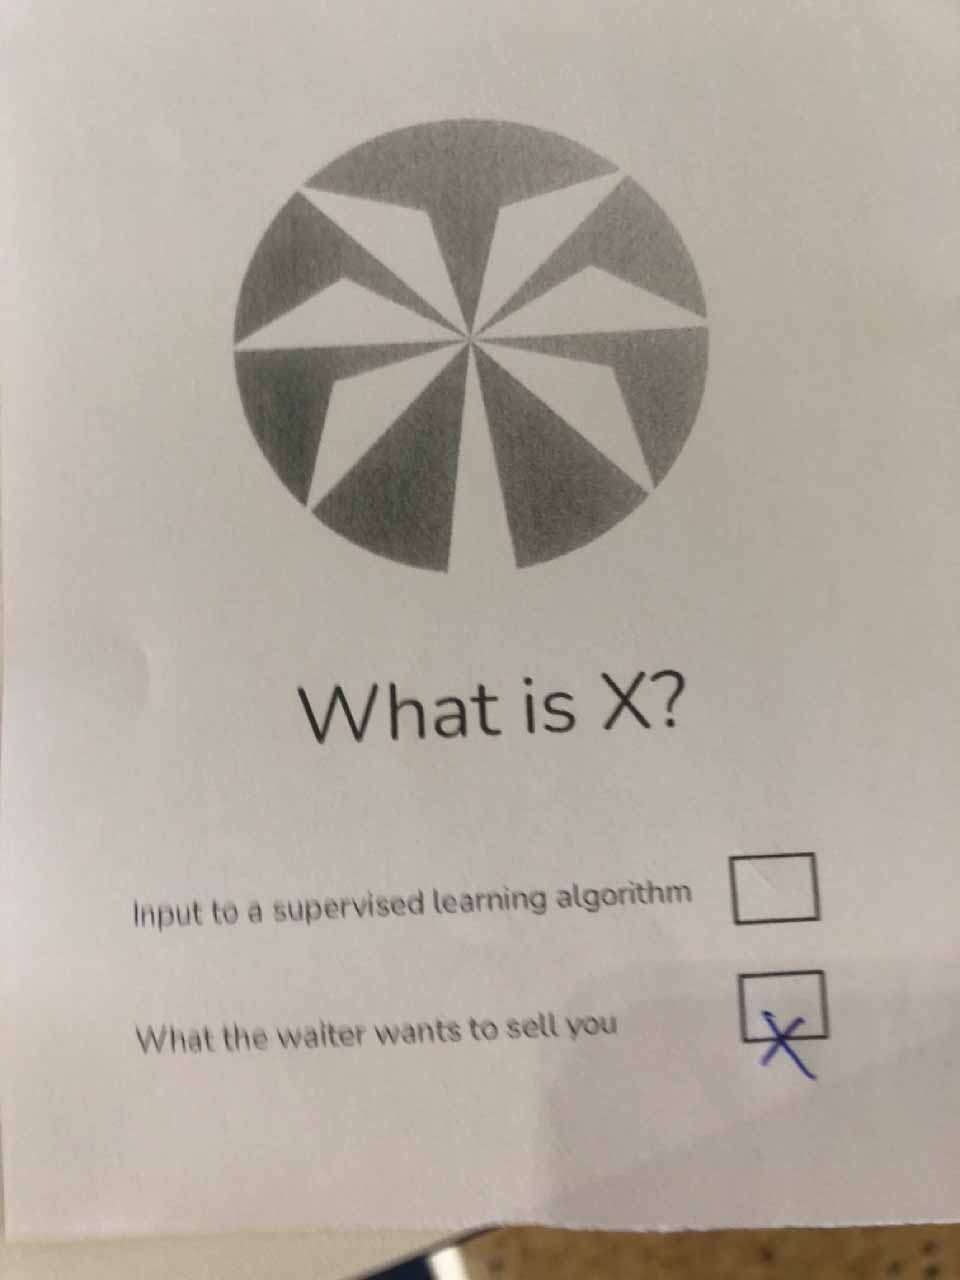 What is X?
Input to a supervised learning algorithm
What the waiter wants to sell you
X